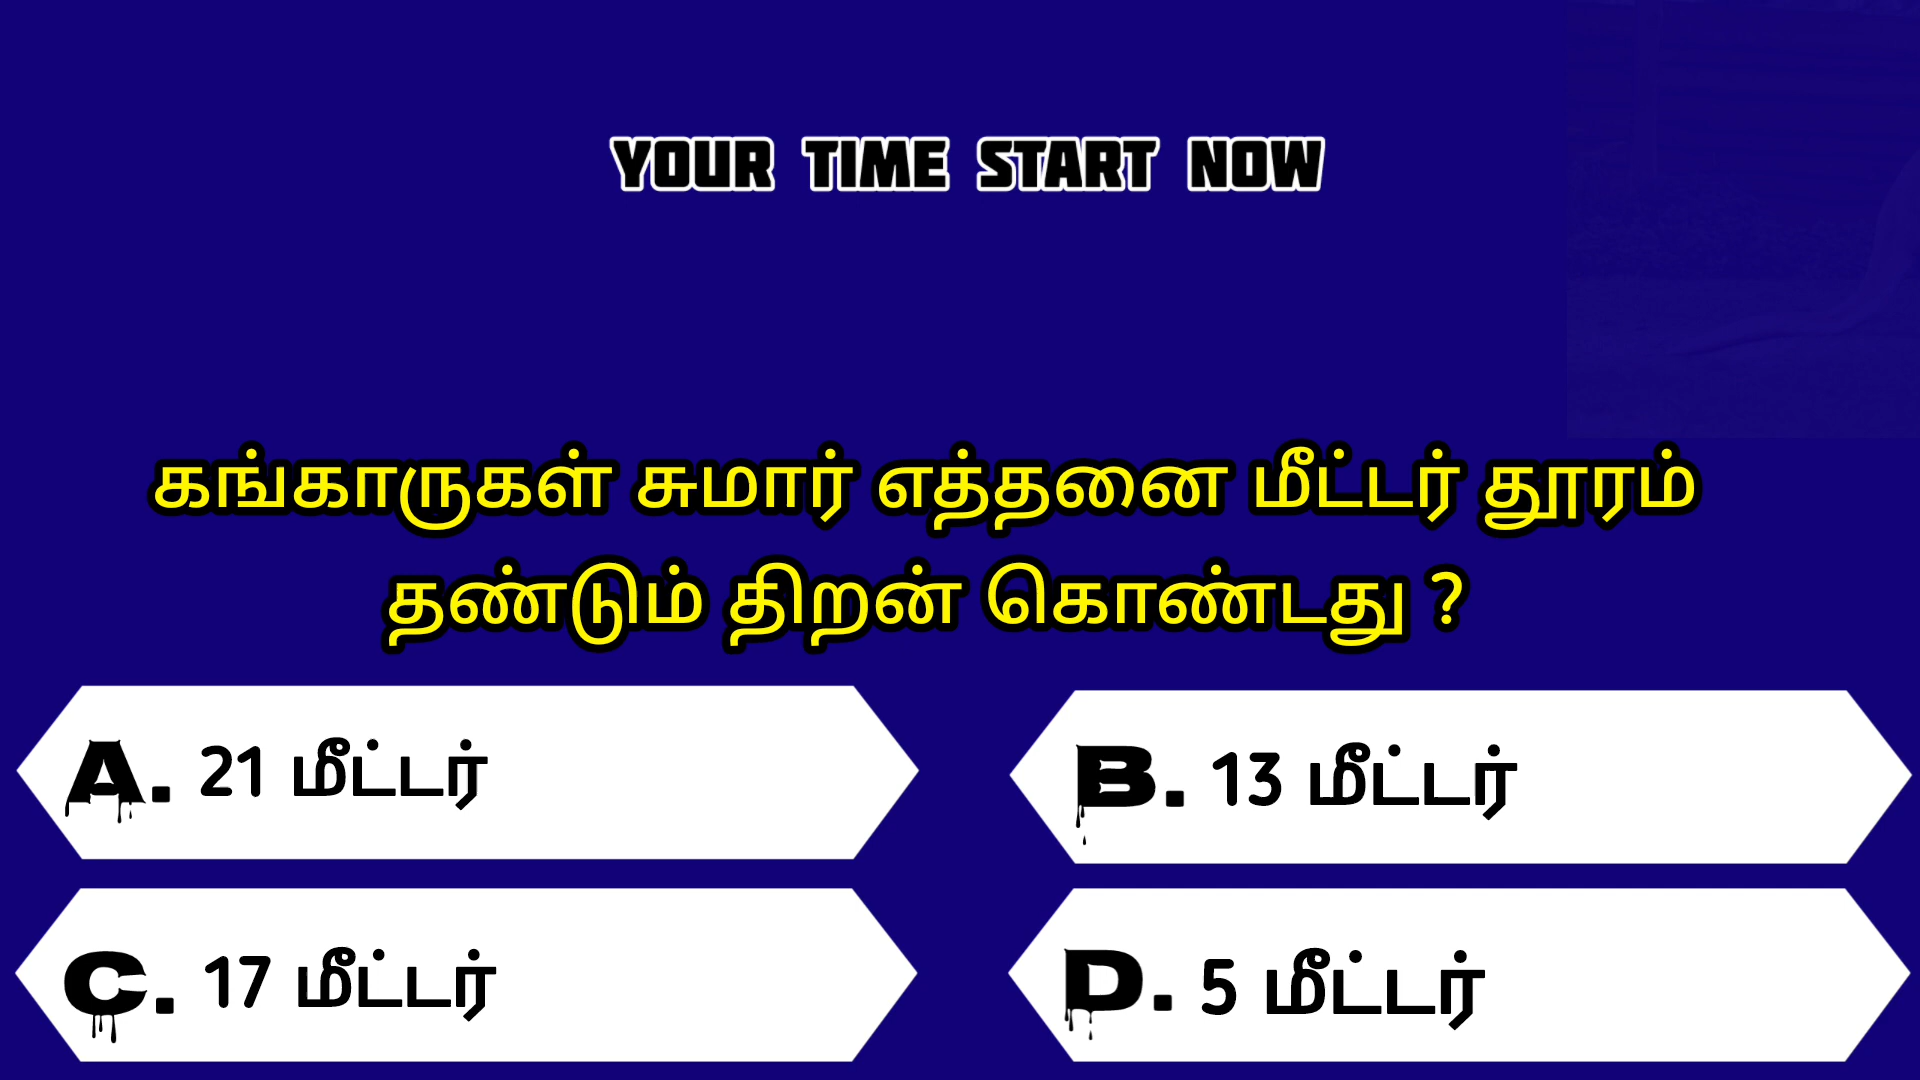 YOUR TIME START NOW
கங்காருகள் சுமார் எத்தனை மீட்டர் தூரம்
தண்டும் திறன் கொண்டது ?
A. 21 மீட்டர்
B. 13 மீட்டர்
C. 17 மீட்டர்
D. 5 மீட்டர்